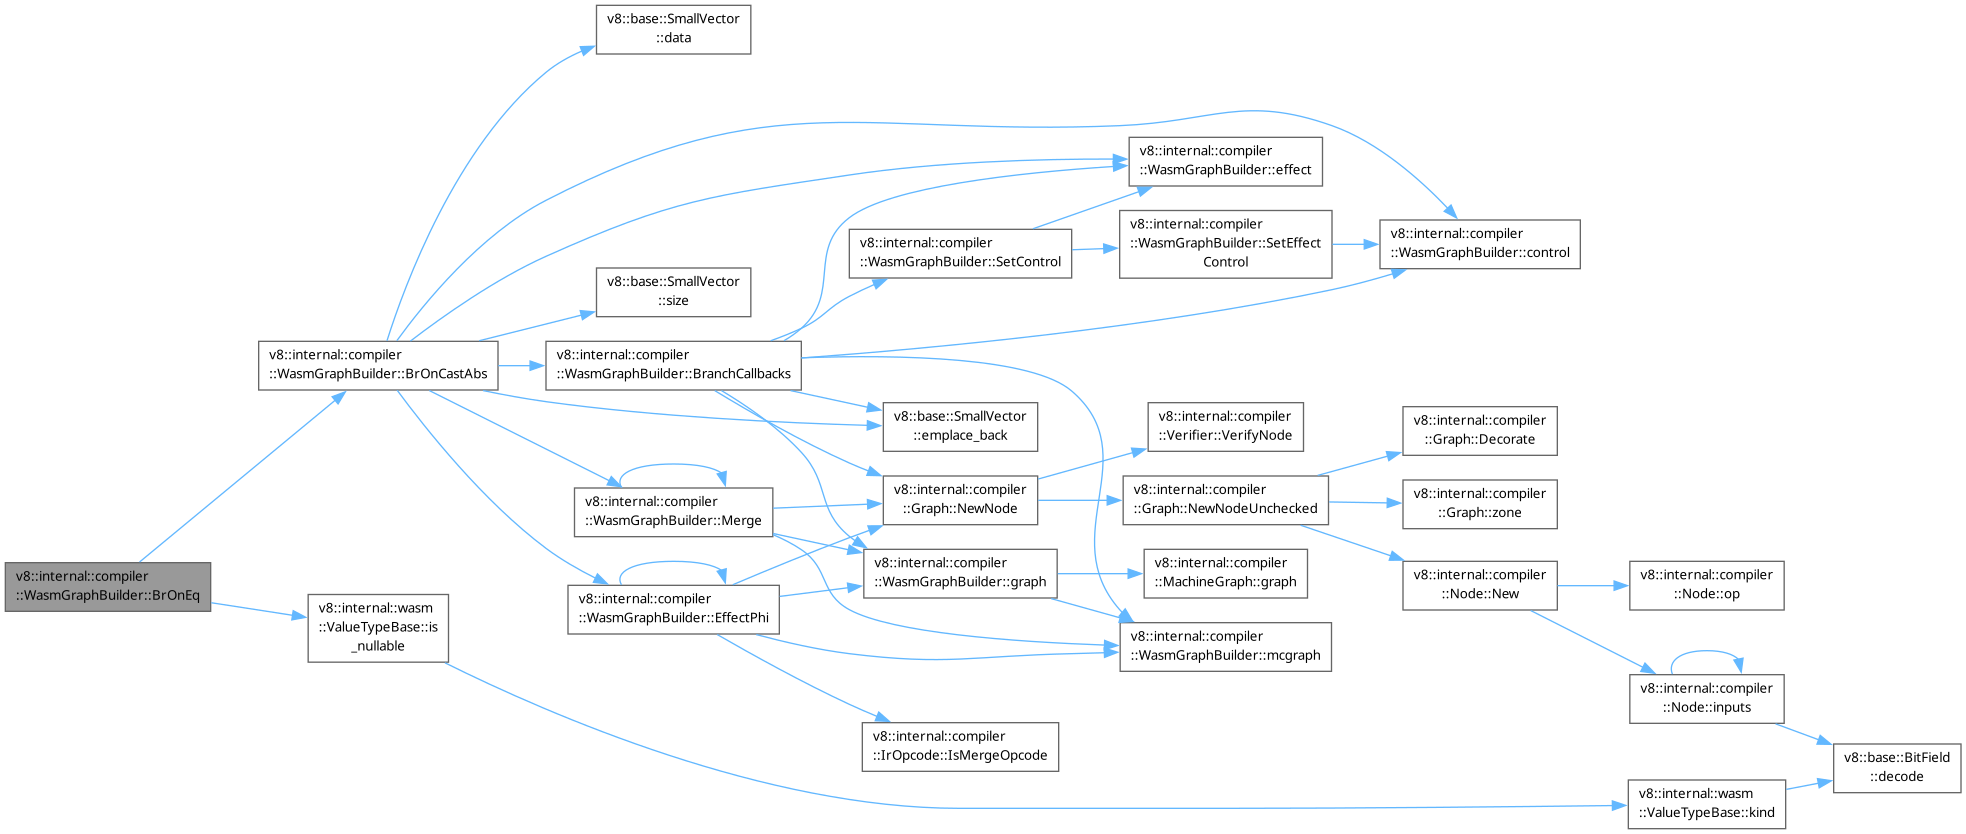 v8::base::SmallVector
::data
v8::internal::compiler
::WasmGraphBuilder::effect
v8::internal::compiler
::WasmGraphBuilder::SetEffect
Control
v8::internal::compiler
::WasmGraphBuilder::control
v8::internal::compiler
::WasmGraphBuilder::SetControl
v8::base::SmallVector
::size
v8::internal::compiler
::WasmGraphBuilder::BrOnCastAbs
v8::internal::compiler
::WasmGraphBuilder::BranchCallbacks
v8::base::SmallVector
::emplace_back
v8::internal::compiler
::Verifier::VerifyNode
v8::internal::compiler
::Graph::Decorate
v8::internal::compiler
::WasmGraphBuilder::Merge
v8::internal::compiler
::Graph::NewNode
v8::internal::compiler
::Graph::NewNodeUnchecked
v8::internal::compiler
::Graph::zone
v8::internal::compiler
::WasmGraphBuilder::BrOnEq
v8::internal::wasm
::ValueTypeBase::is
_nullable
v8::internal::compiler
::WasmGraphBuilder::EffectPhi
v8::internal::compiler
::WasmGraphBuilder::graph
v8::internal::compiler
::MachineGraph::graph
v8::internal::compiler
::Node::New
v8::internal::compiler
::Node::op
v8::internal::compiler
::WasmGraphBuilder::mcgraph
v8::internal::compiler
::Node::inputs
v8::internal::compiler
::IrOpcode::IsMergeOpcode
v8::base::BitField
::decode
v8::internal::wasm
::ValueTypeBase::kind